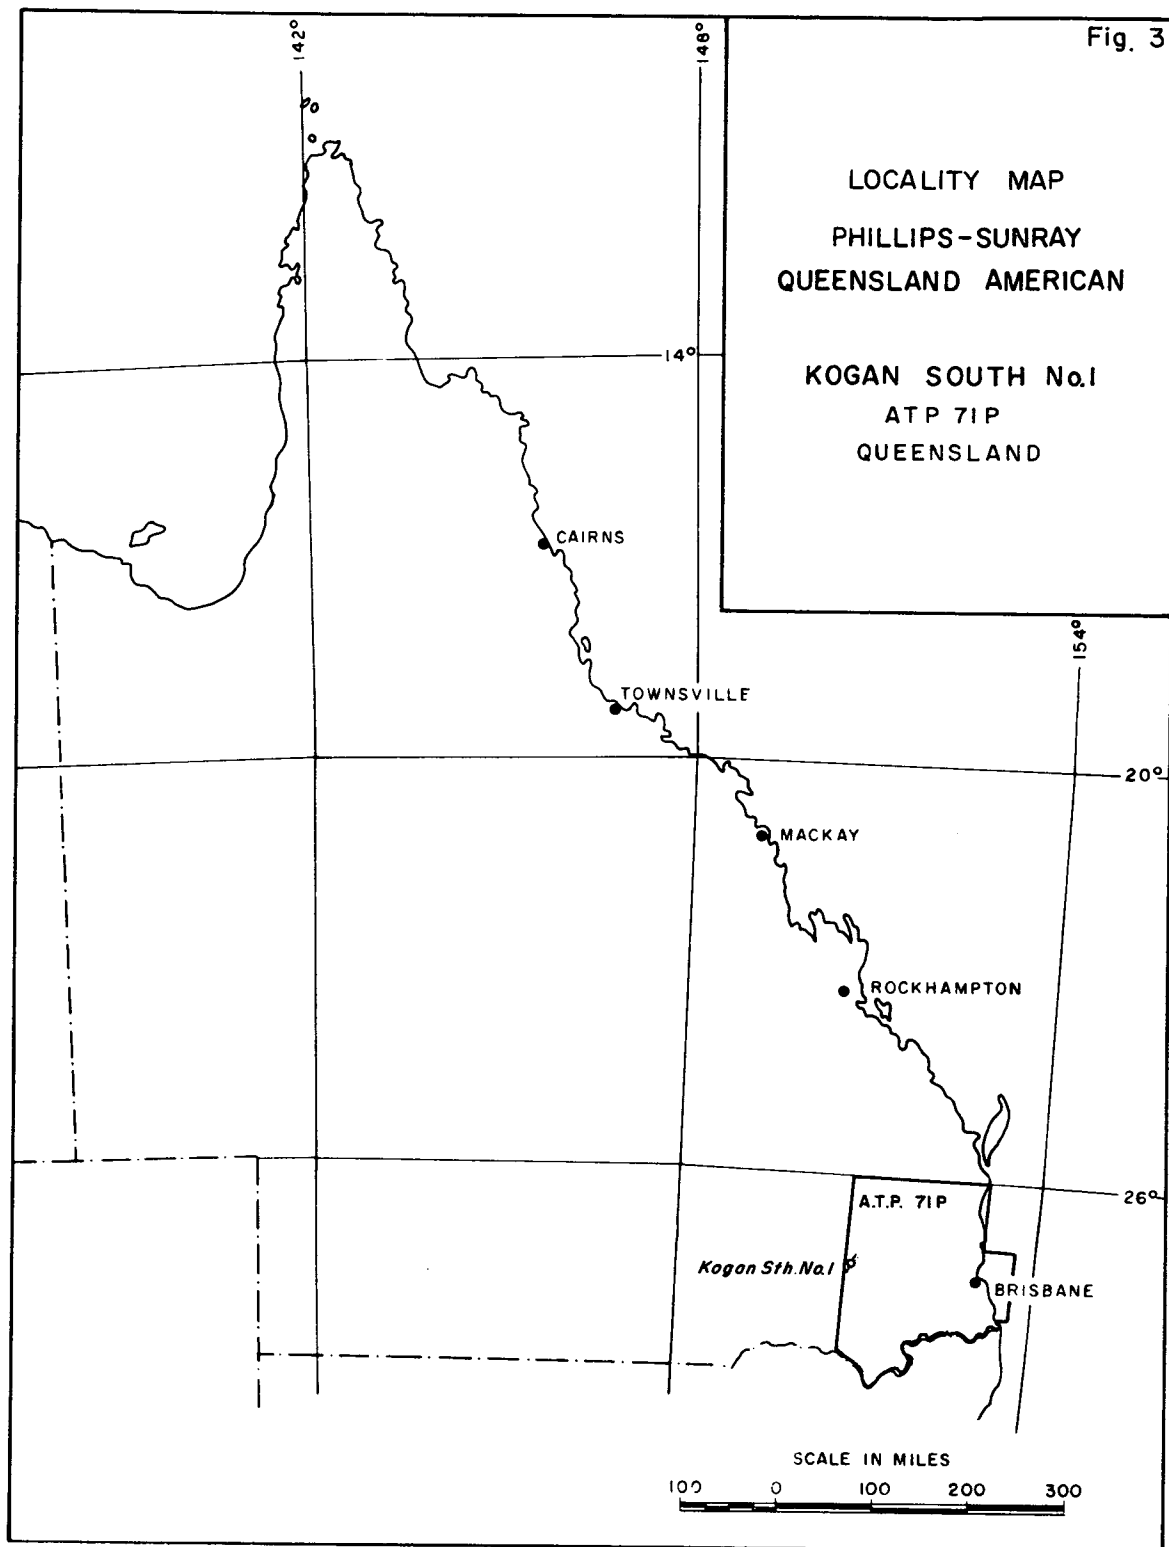 Fig. 3
142°
148°
LOCALITY MAP
PHILLIPS-SUNRAY
QUEENSLAND AMERICAN
KOGAN SOUTH No.1
ATP 71P
QUEENSLAND
14°
CAIRNS
154°
TOWNSVILLE
20°
MACKAY
ROCKHAMPTON
A.T.P. 71P
26°
Kogan Sth. No.1
BRISBANE
SCALE IN MILES
100 0 100 200 300